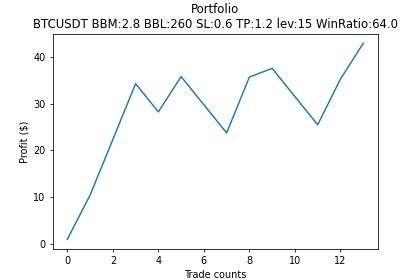 Portfolio
BTCUSDT BBM:2.8 BBL:260 SL:0.6 TP:1.2 lev:15 WinRatio:64.0
40
30
20
10
0
Profit ($)
0 2 4 6 8 10 12
Trade counts